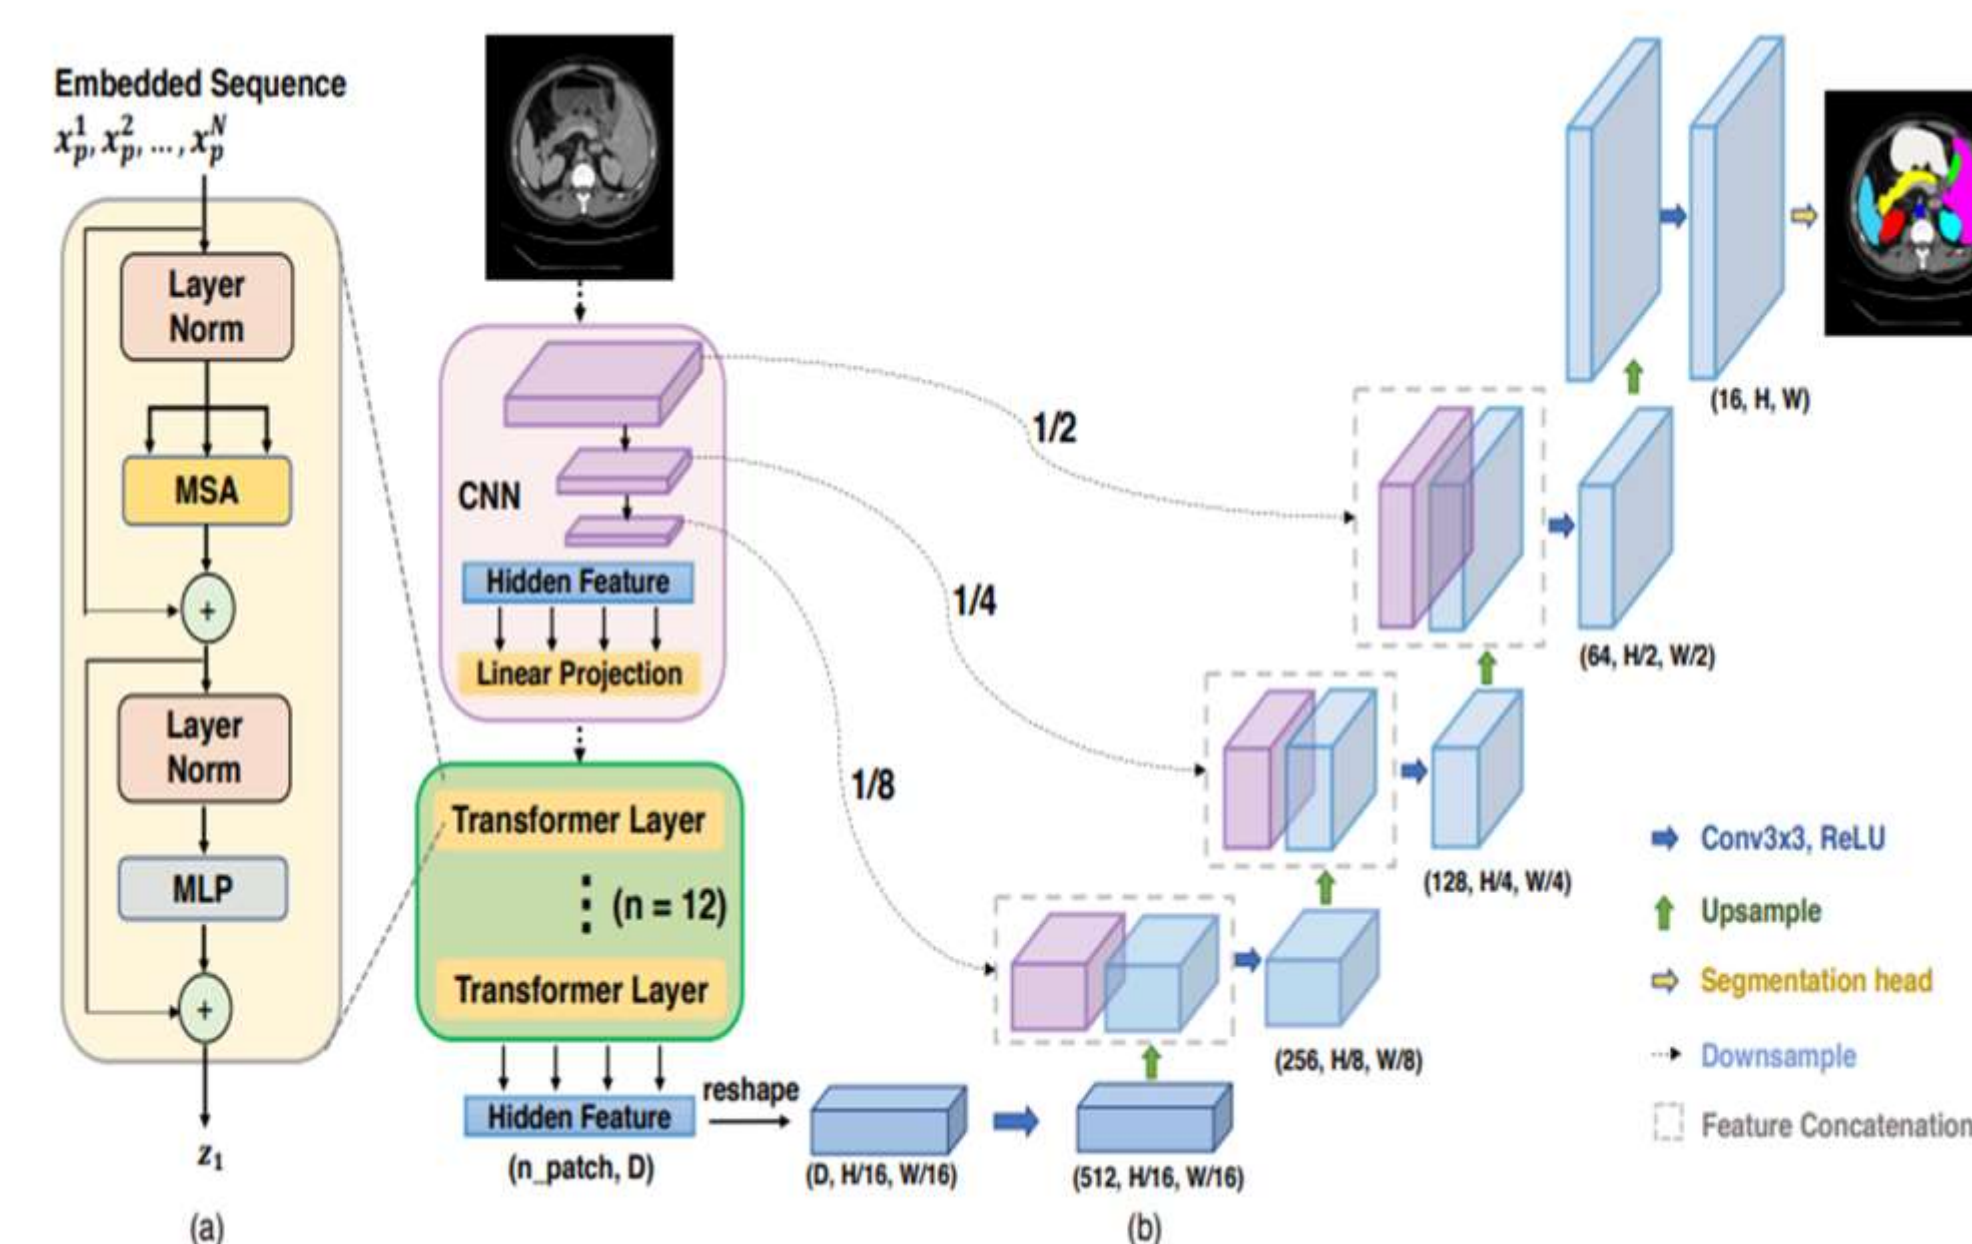 Embedded Sequence
x_p^1, x_p^2, ..., x_p^N
Layer
Norm
MSA
+
Layer
Norm
MLP
+
z_1
(a)
CNN
Hidden Feature
Linear Projection
Transformer Layer
(n = 12)
Transformer Layer
Hidden Feature
(n_patch, D)
reshape
(D, H/16, W/16)
(512, H/16, W/16)
(b)
1/2
1/4
1/8
(256, H/8, W/8)
(128, H/4, W/4)
(64, H/2, W/2)
(16, H, W)
Conv3x3, ReLU
Upsample
Segmentation head
Downsample
Feature Concatenation